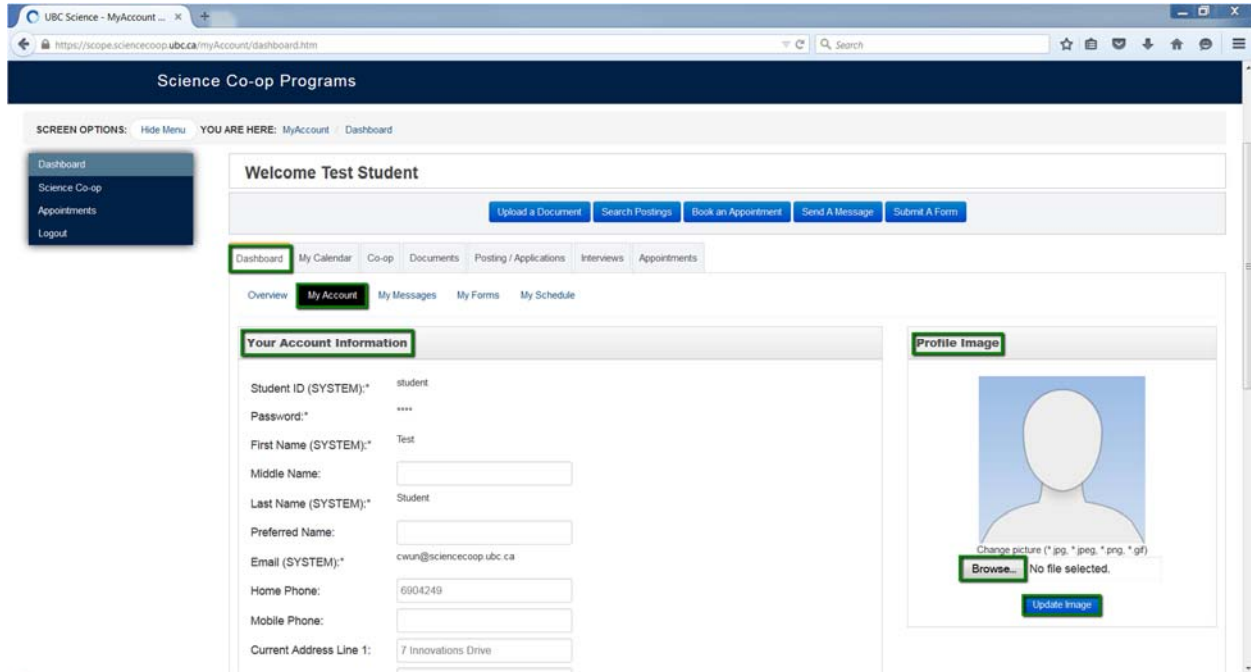 UBC Science - MyAccount ... × +
https://scope.sciencecoop.ubc.ca/myAccount/dashboard.htm Search
Science Co-op Programs
SCREEN OPTIONS: Hide Menu YOU ARE HERE: MyAccount / Dashboard
Dashboard
Science Co-op
Appointments
Logout
Welcome Test Student
Upload a Document Search Postings Book an Appointment Send A Message Submit A Form
Dashboard My Calendar Co-op Documents Posting / Applications Interviews Appointments
Overview My Account My Messages My Forms My Schedule
Your Account Information
Student ID (SYSTEM):* student
Password:* ****
First Name (SYSTEM):* Test
Middle Name:
Last Name (SYSTEM):* Student
Preferred Name:
Email (SYSTEM):* cwun@sciencecoop.ubc.ca
Home Phone: 6904249
Mobile Phone:
Current Address Line 1: 7 Innovations Drive
Profile Image
Change picture (*.jpg, *.jpeg, *.png, *.gif)
Browse... No file selected.
Update Image